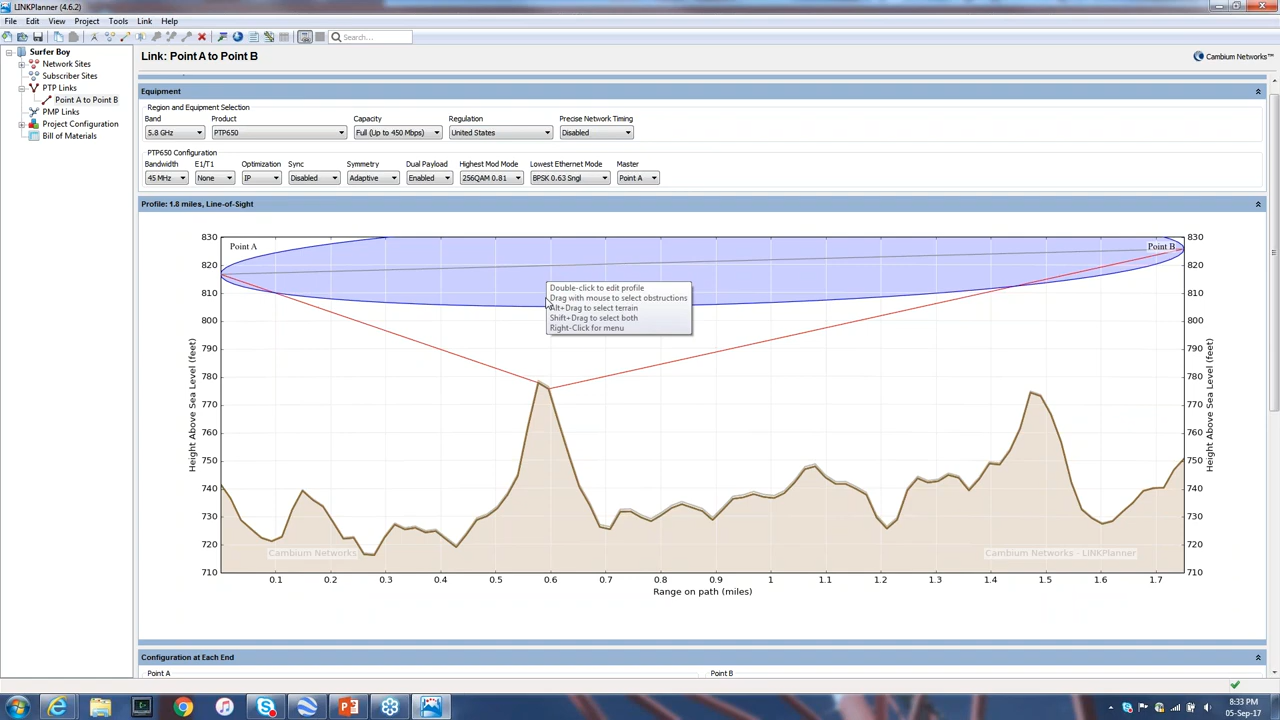 LINKPlanner (4.6.2)
File Edit View Project Tools Link Help
Search...
Surfer Boy
Network Sites
Subscriber Sites
PTP Links
Point A to Point B
PMP Links
Project Configuration
Bill of Materials
Link: Point A to Point B
Cambium Networks™
Equipment
Region and Equipment Selection
Band Product Capacity Regulation Precise Network Timing
5.8 GHz PTP650 Full (Up to 450 Mbps) United States Disabled
PTP650 Configuration
Bandwidth E1/T1 Optimization Sync Symmetry Dual Payload Highest Mod Mode Lowest Ethernet Mode Master
45 MHz None IP Disabled Adaptive Enabled 256QAM 0.81 BPSK 0.63 Sngl Point A
Profile: 1.8 miles, Line-of-Sight
830 830
Point A Point B
820 820
810 810
800 800
790 790
780 780
770 770
760 760
750 750
740 740
730 730
720 720
710 710
Height Above Sea Level (feet)
Height Above Sea Level (feet)
Double-click to edit profile
Drag with mouse to select obstructions
Alt+Drag to select terrain
Shift+Drag to select both
Right-Click for menu
Cambium Networks
Cambium Networks - LINKPlanner
0.1 0.2 0.3 0.4 0.5 0.6 0.7 0.8 0.9 1 1.1 1.2 1.3 1.4 1.5 1.6 1.7
Range on path (miles)
Configuration at Each End
Point A Point B
8:33 PM
05-Sep-17